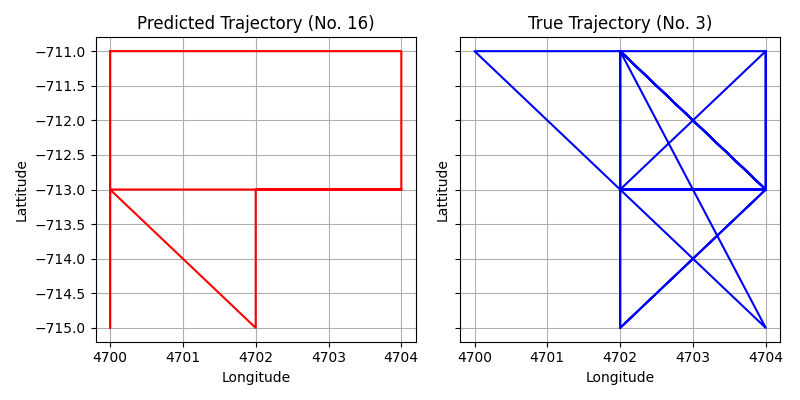 Predicted Trajectory (No. 16)
True Trajectory (No. 3)
−711.0
−711.5
−712.0
−712.5
−713.0
−713.5
−714.0
−714.5
−715.0
Lattitude
Lattitude
4700 4701 4702 4703 4704
4700 4701 4702 4703 4704
Longitude
Longitude